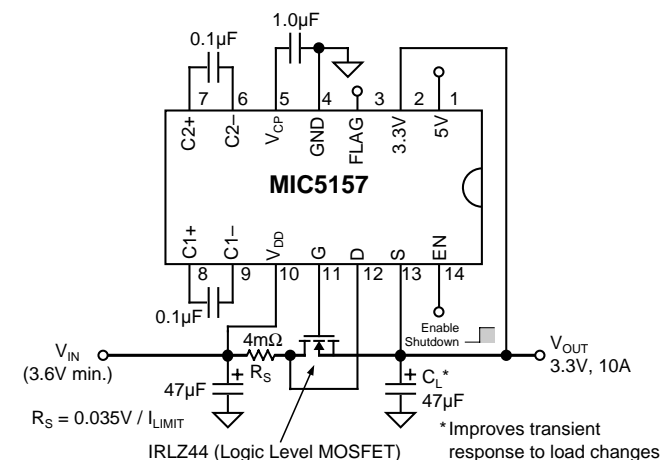 1.0µF
0.1µF
7 6 5 4 3 2 1
C2+ C2– VCP GND FLAG 3.3V 5V
MIC5157
C1+ C1– VDD G D S EN
8 9 10 11 12 13 14
0.1µF
Enable
Shutdown
VIN
(3.6V min.)
4mΩ
RS
VOUT
3.3V, 10A
47µF
+
+
CL*
47µF
RS = 0.035V / ILIMIT
IRLZ44 (Logic Level MOSFET)
*Improves transient
response to load changes